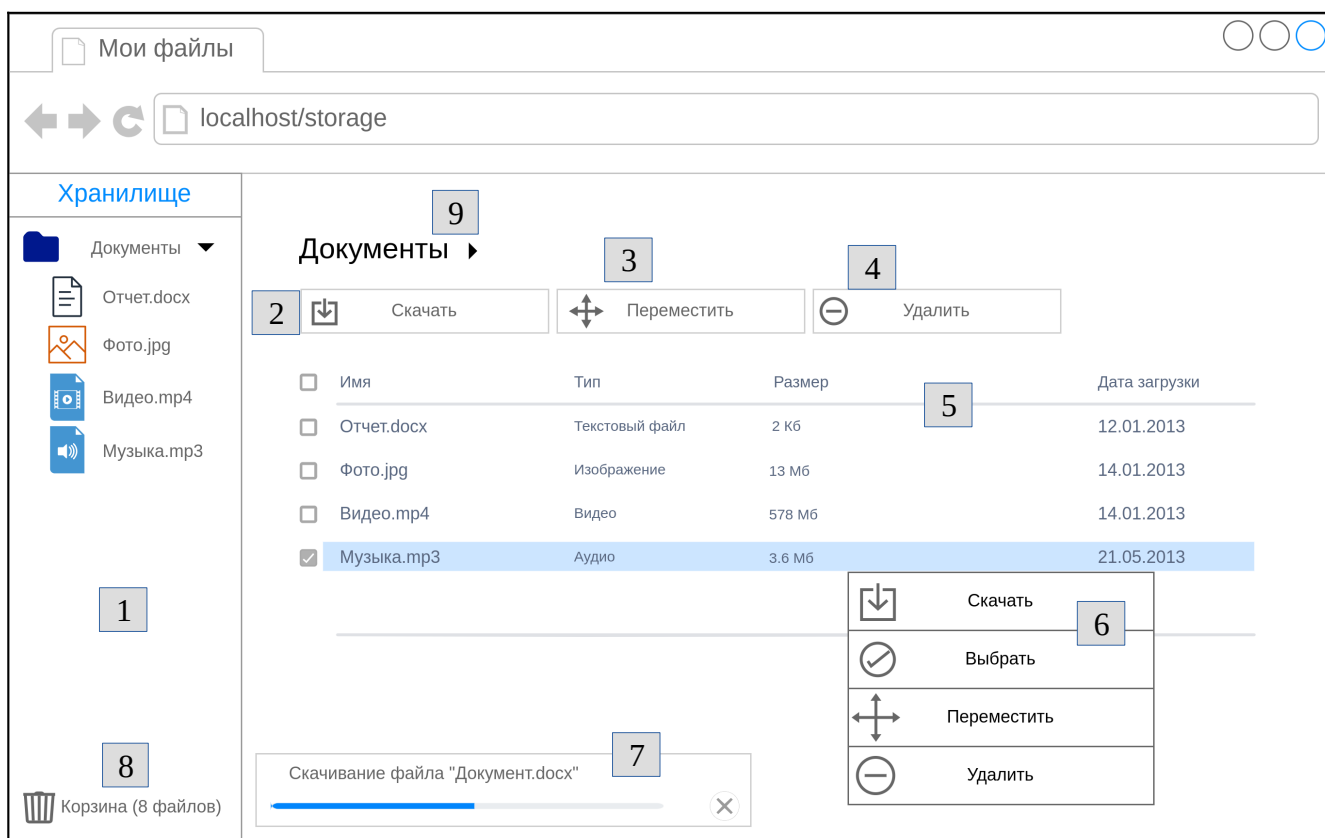 Мои файлы
localhost/storage
Хранилище
Документы
Отчет.docx
Фото.jpg
Видео.mp4
Музыка.mp3
1
8
Корзина (8 файлов)
9
Документы
3
4
2 Скачать Переместить Удалить
Имя Тип Размер Дата загрузки
5
Отчет.docx Текстовый файл 2 Кб 12.01.2013
Фото.jpg Изображение 13 Мб 14.01.2013
Видео.mp4 Видео 578 Мб 14.01.2013
Музыка.mp3 Аудио 3.6 Мб 21.05.2013
Скачать
6
Выбрать
Переместить
Удалить
7
Скачивание файла "Документ.docx"